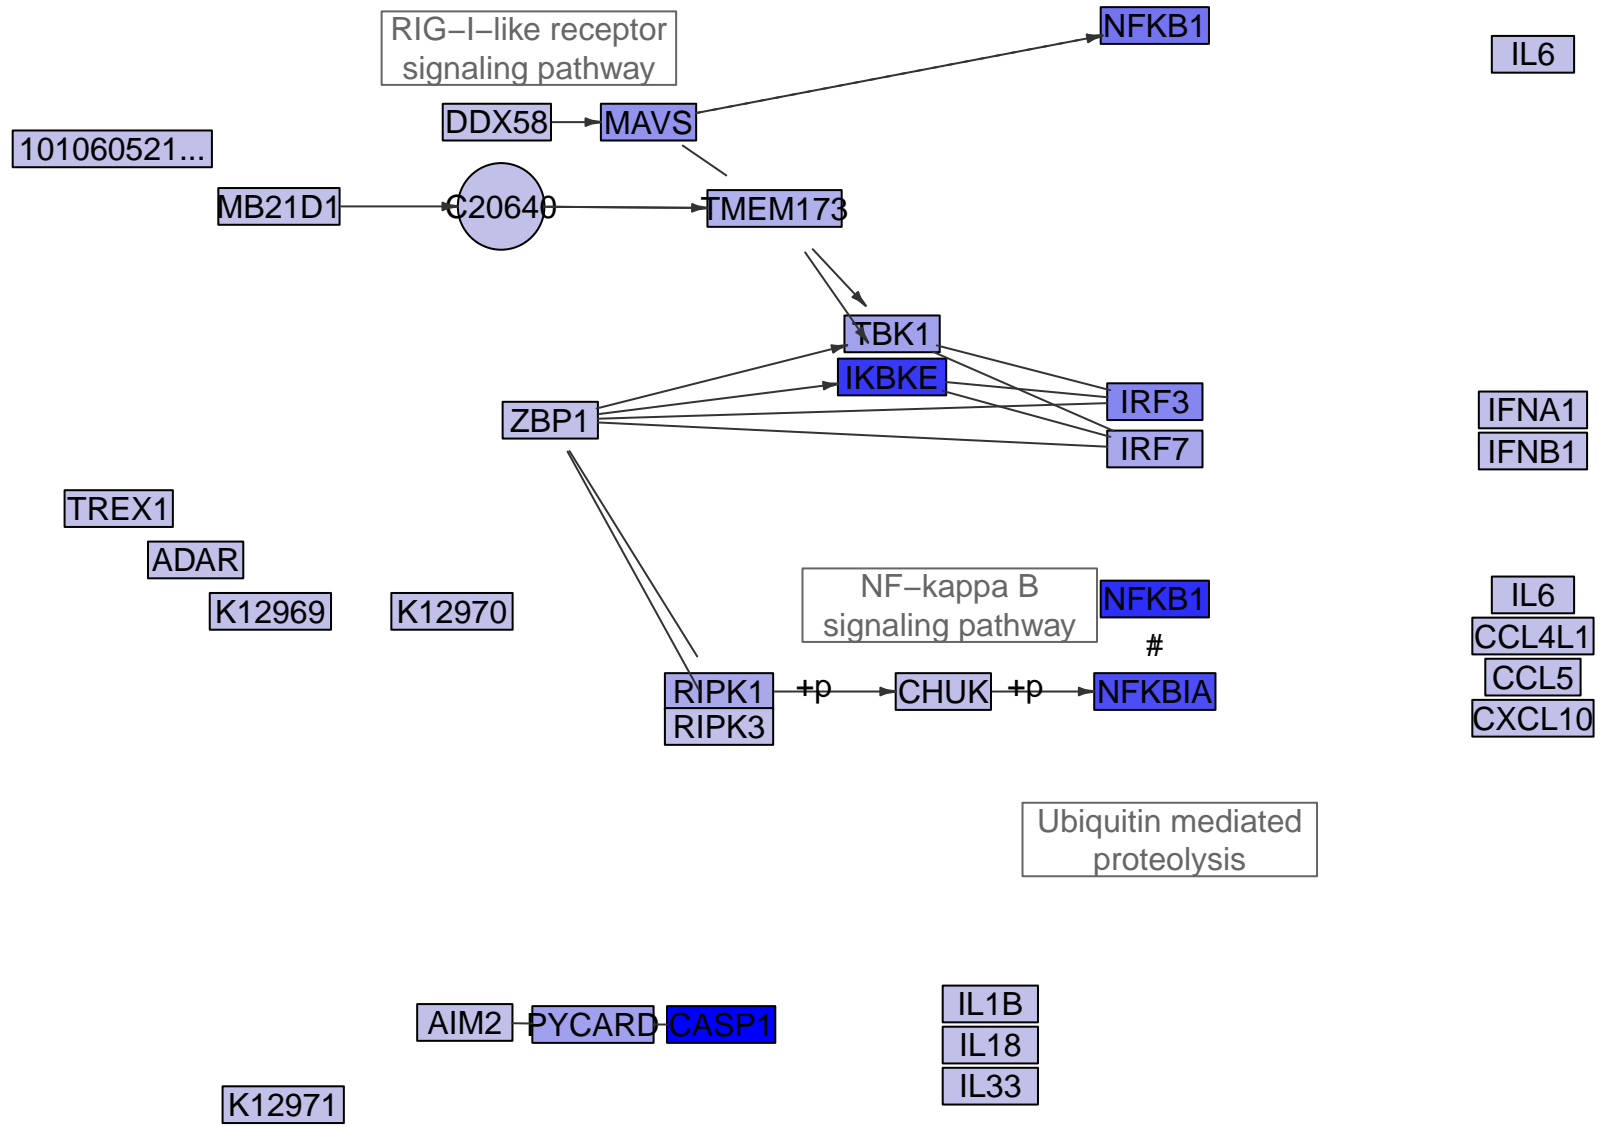 RIG−I−like receptor
signaling pathway
NFKB1
IL6
DDX58
MAVS
101060521...
MB21D1
C20640
TMEM173
TBK1
IKBKE
IRF3
IFNA1
ZBP1
IRF7
IFNB1
TREX1
ADAR
K12969
K12970
NF−kappa B
signaling pathway
NFKB1
IL6
#
CCL4L1
RIPK1
+p
CHUK
+p
NFKBIA
CCL5
RIPK3
CXCL10
Ubiquitin mediated
proteolysis
AIM2
PYCARD
CASP1
IL1B
IL18
IL33
K12971